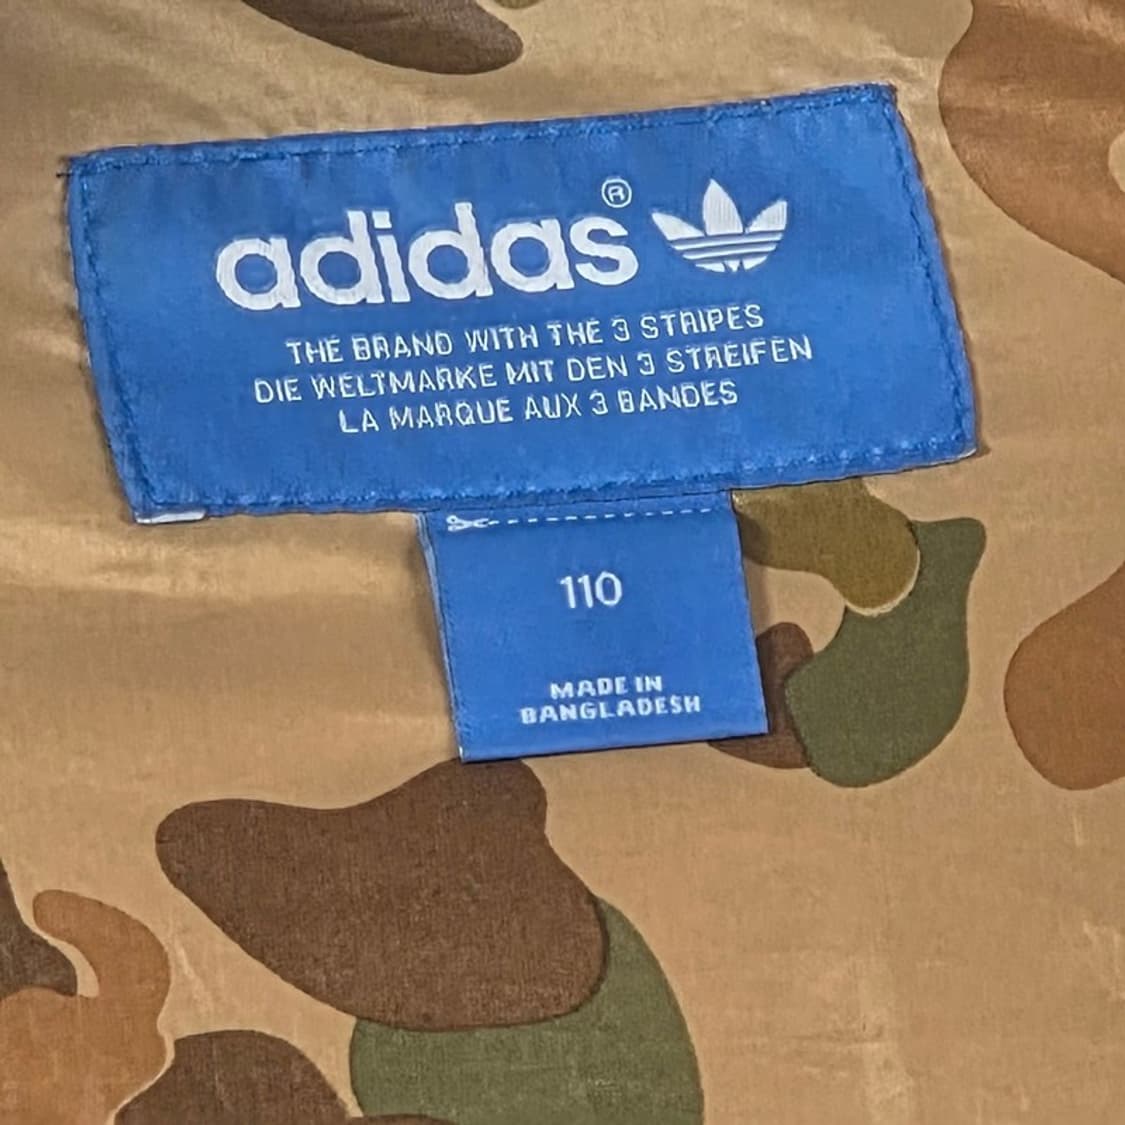 adidas®
THE BRAND WITH THE 3 STRIPES
DIE WELTMARKE MIT DEN 3 STREIFEN
LA MARQUE AUX 3 BANDES
110
MADE IN
BANGLADESH